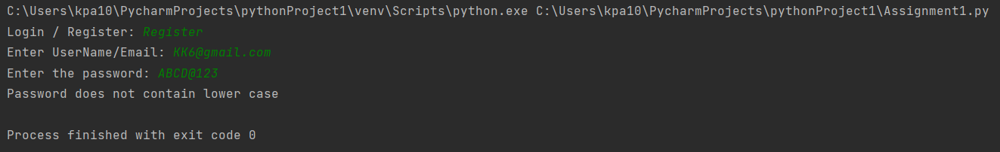 C:\Users\kpa10\PycharmProjects\pythonProject1\venv\Scripts\python.exe C:\Users\kpa10\PycharmProjects\pythonProject1\Assignment1.py
Login / Register: Register
Enter UserName/Email: KK6@gmail.com
Enter the password: ABCD@123
Password does not contain lower case
Process finished with exit code 0